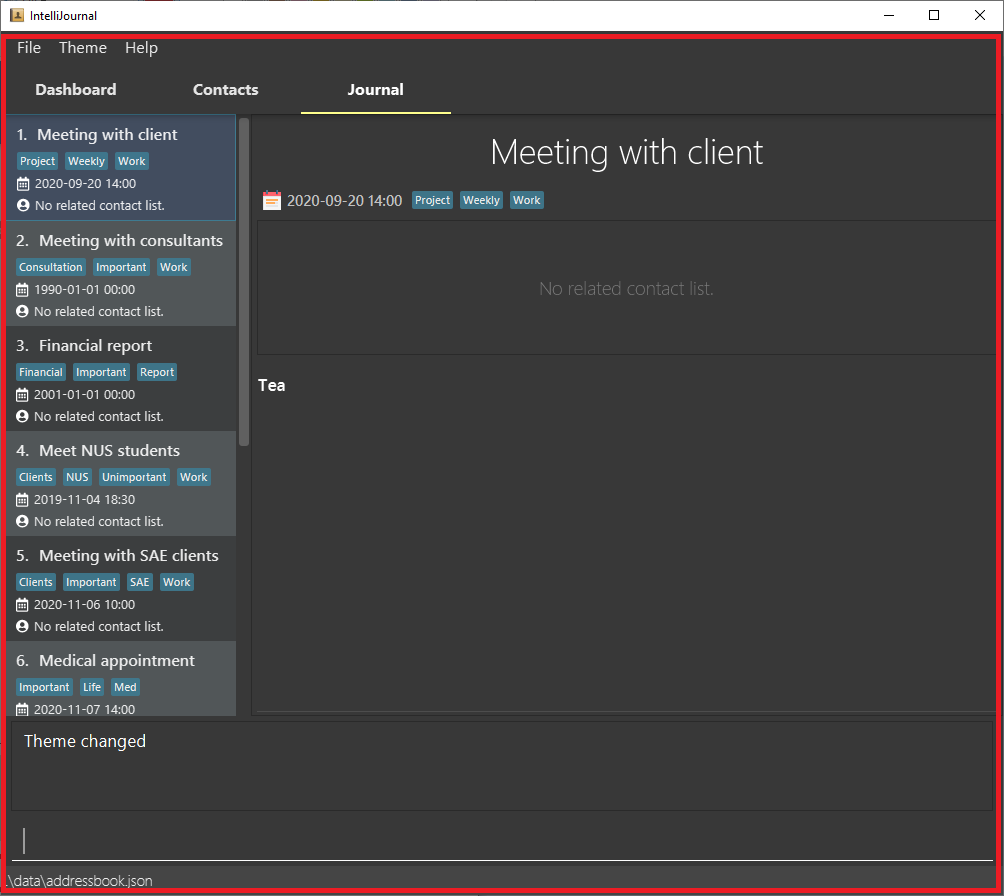 IntelliJournal
File Theme Help
Dashboard Contacts Journal
1. Meeting with client
Project Weekly Work
2020-09-20 14:00
No related contact list.
2. Meeting with consultants
Consultation Important Work
1990-01-01 00:00
No related contact list.
3. Financial report
Financial Important Report
2001-01-01 00:00
No related contact list.
4. Meet NUS students
Clients NUS Unimportant Work
2019-11-04 18:30
No related contact list.
5. Meeting with SAE clients
Clients Important SAE Work
2020-11-06 10:00
No related contact list.
6. Medical appointment
Important Life Med
2020-11-07 14:00
Meeting with client
2020-09-20 14:00 Project Weekly Work
No related contact list.
Tea
Theme changed
.\data\addressbook.json